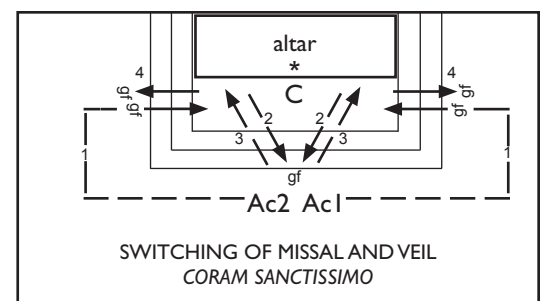 altar
*
4 C 4
gf gf
gf 2 2 gf
3 3
1 1
gf
Ac2 Ac1
SWITCHING OF MISSAL AND VEIL
CORAM SANCTISSIMO